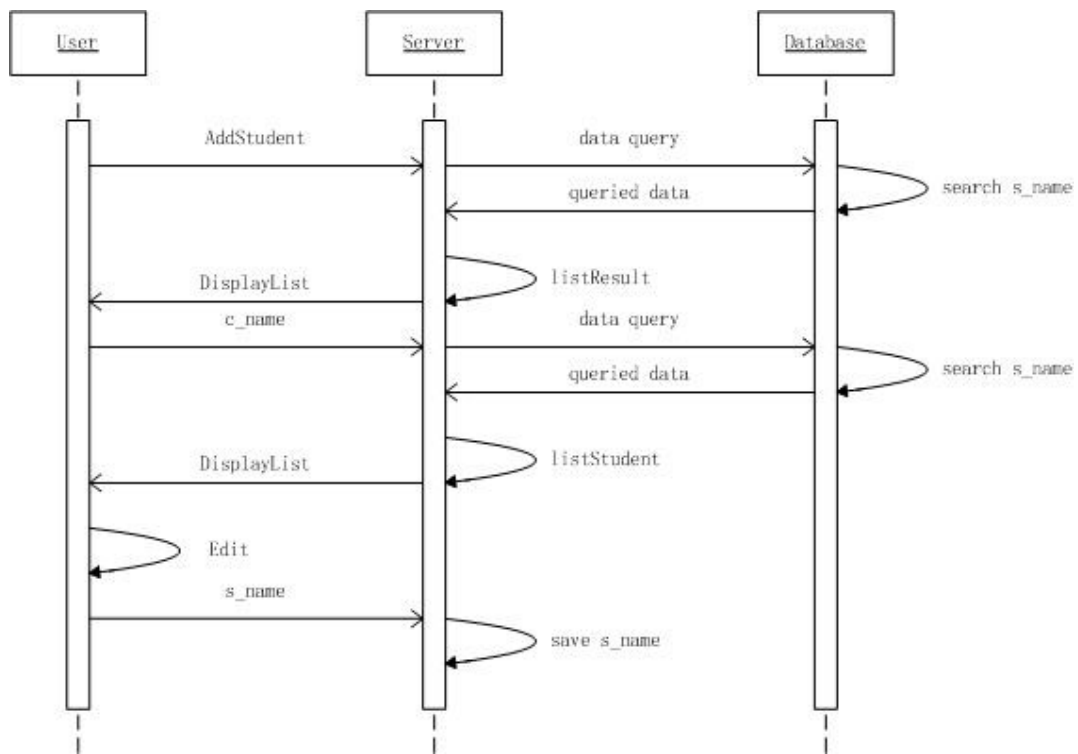 User
Server
Database
AddStudent
data query
search s_name
queried data
listResult
DisplayList
c_name
data query
search s_name
queried data
listStudent
DisplayList
Edit
s_name
save s_name